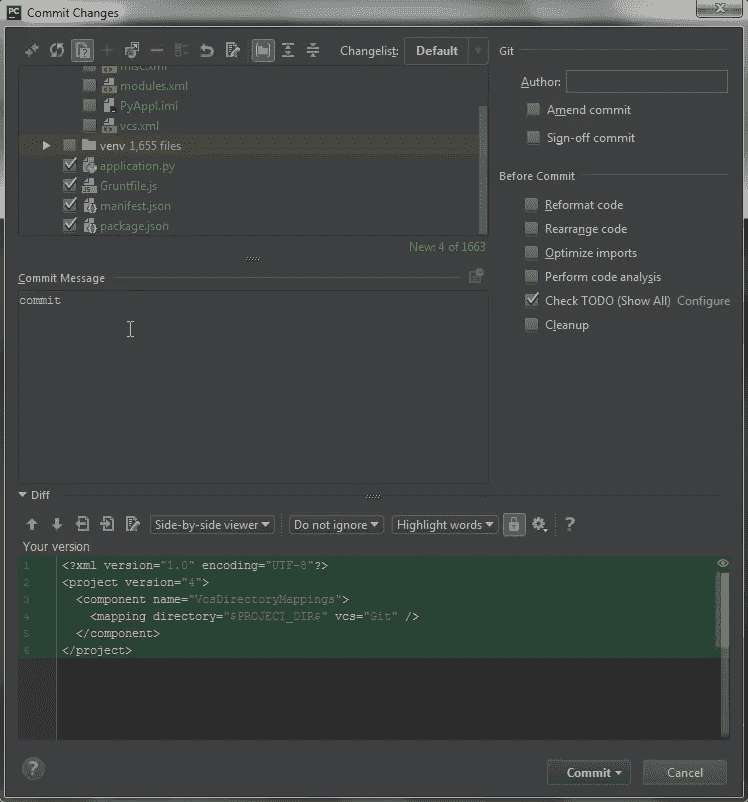 PC Commit Changes
Changelist: Default
Git
misc.xml
modules.xml
PyAppl.iml
vcs.xml
venv 1,655 files
application.py
Gruntfile.js
manifest.json
package.json
New: 4 of 1663
Author:
Amend commit
Sign-off commit
Before Commit
Reformat code
Rearrange code
Optimize imports
Perform code analysis
Check TODO (Show All) Configure
Cleanup
Commit Message
commit
Diff
Side-by-side viewer
Do not ignore
Highlight words
?
Your version
1 <?xml version="1.0" encoding="UTF-8"?>
2 <project version="4">
3 <component name="VcsDirectoryMappings">
4 <mapping directory="$PROJECT_DIR$" vcs="Git" />
5 </component>
6 </project>
?
Commit
Cancel